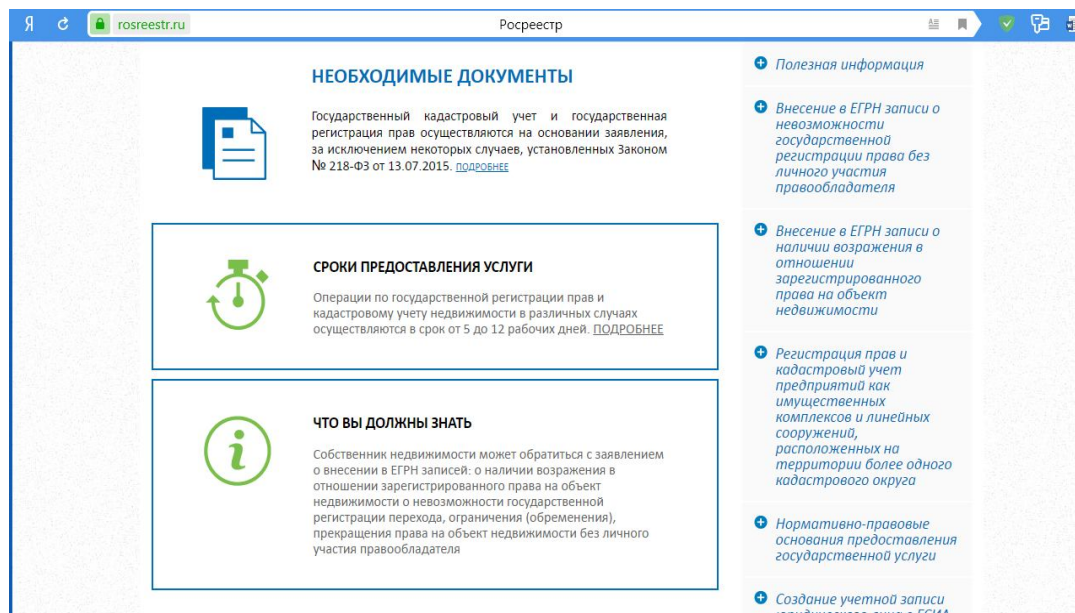 Я rosreestr.ru Росреестр
НЕОБХОДИМЫЕ ДОКУМЕНТЫ
Государственный кадастровый учет и государственная
регистрация прав осуществляются на основании заявления,
за исключением некоторых случаев, установленных Законом
№ 218-ФЗ от 13.07.2015. ПОДРОБНЕЕ
СРОКИ ПРЕДОСТАВЛЕНИЯ УСЛУГИ
Операции по государственной регистрации прав и
кадастровому учету недвижимости в различных случаях
осуществляются в срок от 5 до 12 рабочих дней. ПОДРОБНЕЕ
ЧТО ВЫ ДОЛЖНЫ ЗНАТЬ
Собственник недвижимости может обратиться с заявлением
о внесении в ЕГРН записей: о наличии возражения в
отношении зарегистрированного права на объект
недвижимости о невозможности государственной
регистрации перехода, ограничения (обременения),
прекращения права на объект недвижимости без личного
участия правообладателя
Полезная информация
Внесение в ЕГРН записи о
невозможности
государственной
регистрации права без
личного участия
правообладателя
Внесение в ЕГРН записи о
наличии возражения в
отношении
зарегистрированного
права на объект
недвижимости
Регистрация прав и
кадастровый учет
предприятий как
имущественных
комплексов и линейных
сооружений,
расположенных на
территории более одного
кадастрового округа
Нормативно-правовые
основания предоставления
государственной услуги
Создание учетной записи
юридического лица в ЕСИА